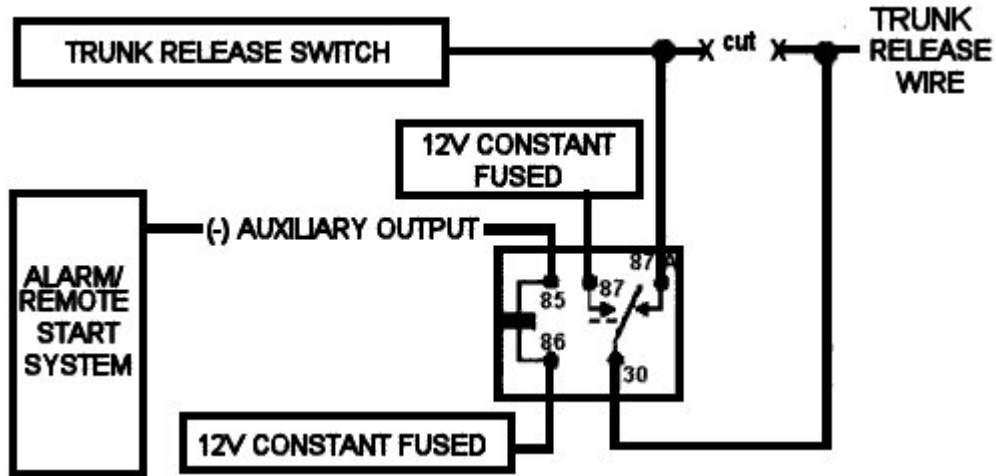 TRUNK RELEASE SWITCH
X cut X
TRUNK
RELEASE
WIRE
12V CONSTANT
FUSED
(-) AUXILIARY OUTPUT
ALARM/
REMOTE
START
SYSTEM
87A
87
85
86
30
12V CONSTANT FUSED